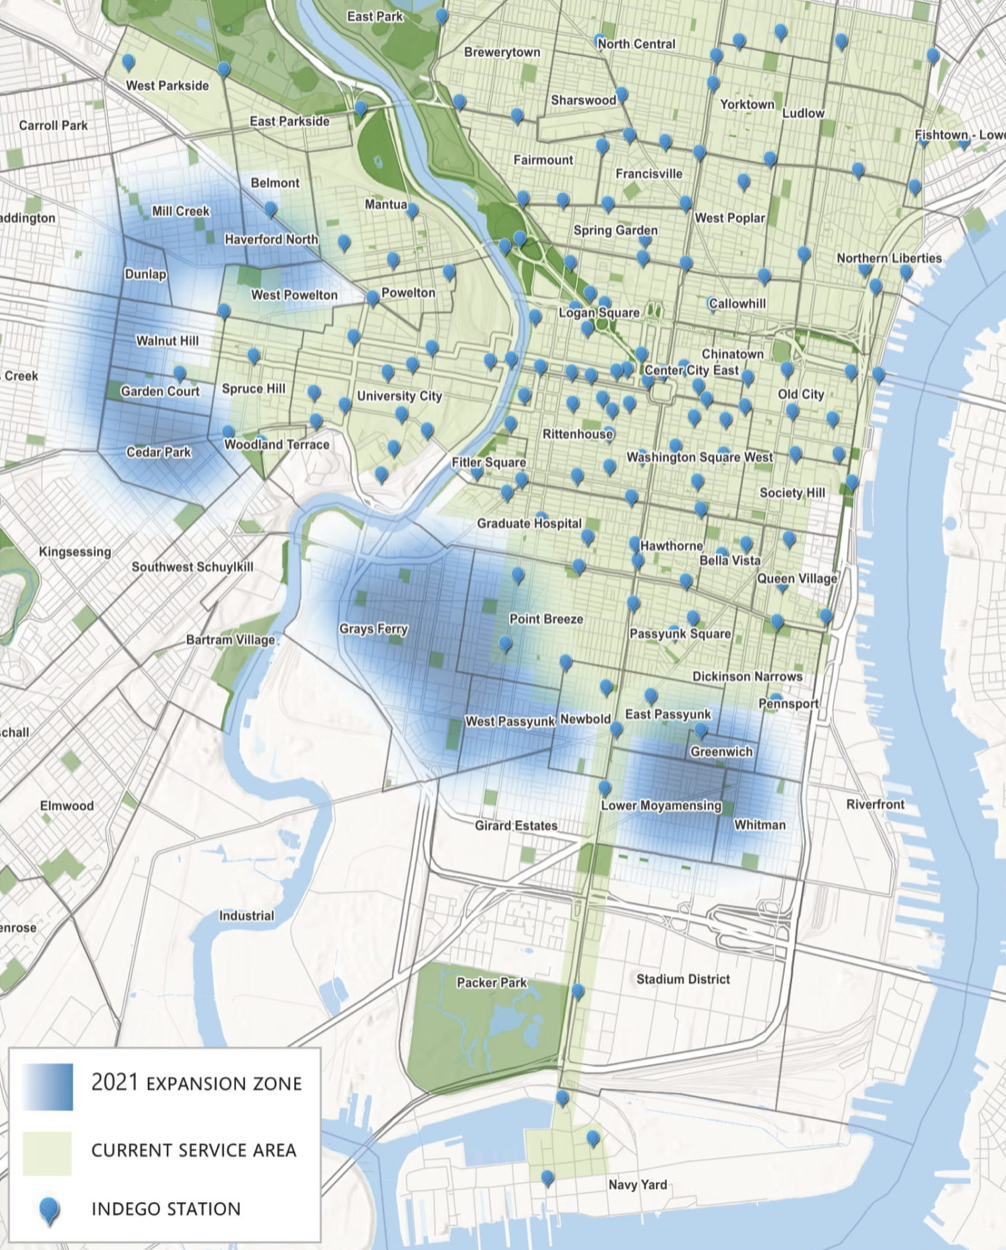 East Park
Brewerytown
North Central
West Parkside
Sharswood
Yorktown
Ludlow
East Parkside
Carroll Park
Fishtown - Lowe
Fairmount
Francisville
Belmont
Mantua
Mill Creek
addington
West Poplar
Spring Garden
Haverford North
Northern Liberties
Dunlap
West Powelton
Powelton
Callowhill
Logan Square
Walnut Hill
Chinatown
Center City East
Creek
Garden Court
Spruce Hill
University City
Old City
Rittenhouse
Woodland Terrace
Cedar Park
Washington Square West
Fitler Square
Society Hill
Graduate Hospital
Kingsessing
Hawthorne
Bella Vista
Southwest Schuylkill
Queen Village
Point Breeze
Grays Ferry
Passyunk Square
Bartram Village
Dickinson Narrows
Pennsport
West Passyunk
Newbold
East Passyunk
schall
Greenwich
Elmwood
Lower Moyamensing
Riverfront
Girard Estates
Whitman
Industrial
enrose
Packer Park
Stadium District
2021 EXPANSION ZONE
CURRENT SERVICE AREA
INDEGO STATION
Navy Yard